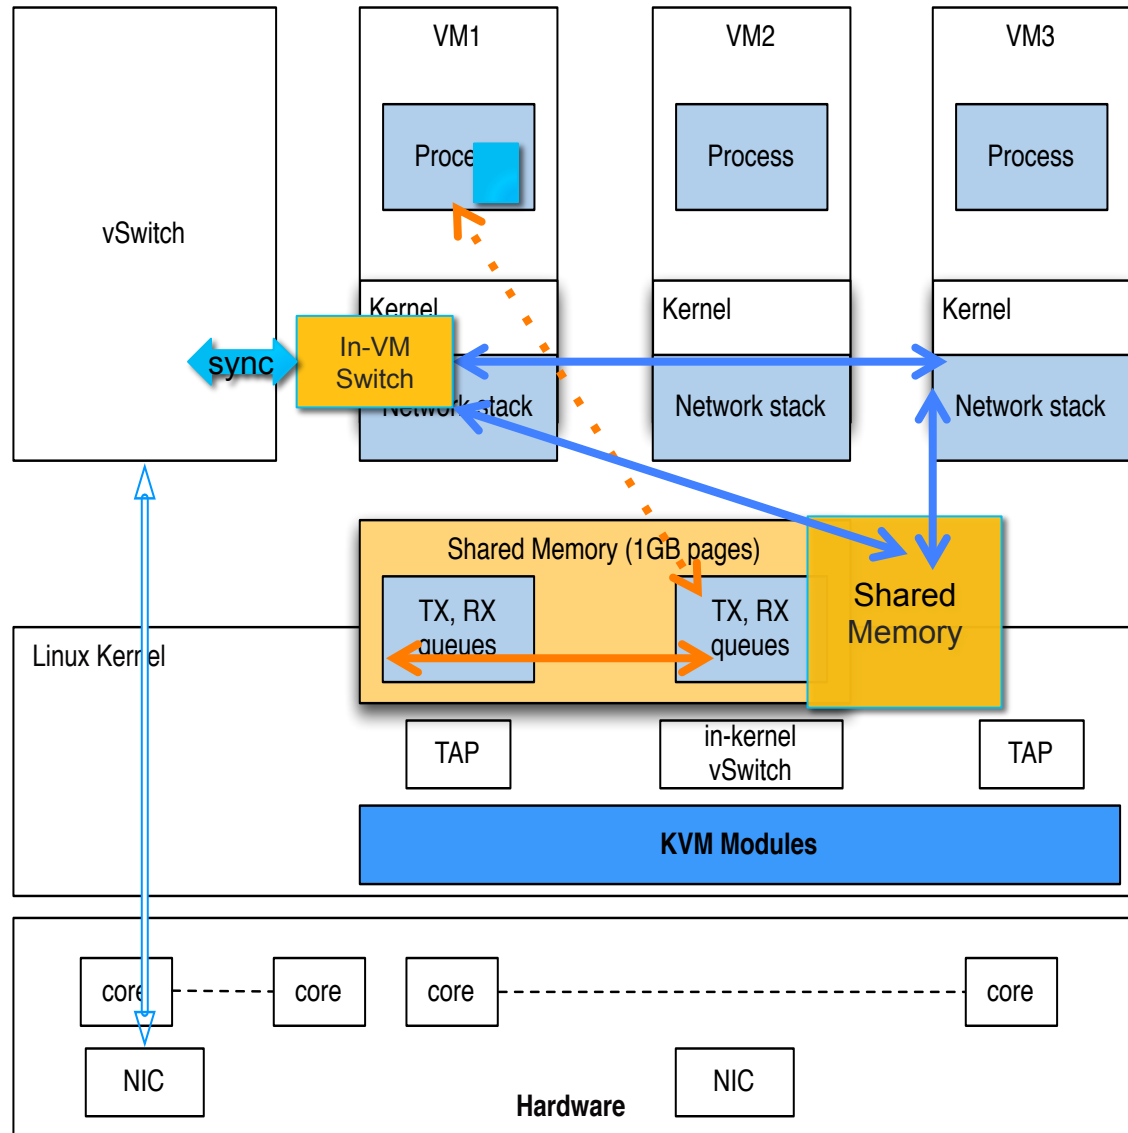 VM1
VM2
VM3
Proce
Process
Process
vSwitch
Kernel
Kernel
Kernel
sync
In-VM
Switch
Network stack
Network stack
Network stack
Shared Memory (1GB pages)
TX, RX
queues
TX, RX
queues
Shared
Memory
Linux Kernel
TAP
in-kernel
vSwitch
TAP
KVM Modules
core
core
core
core
NIC
NIC
Hardware